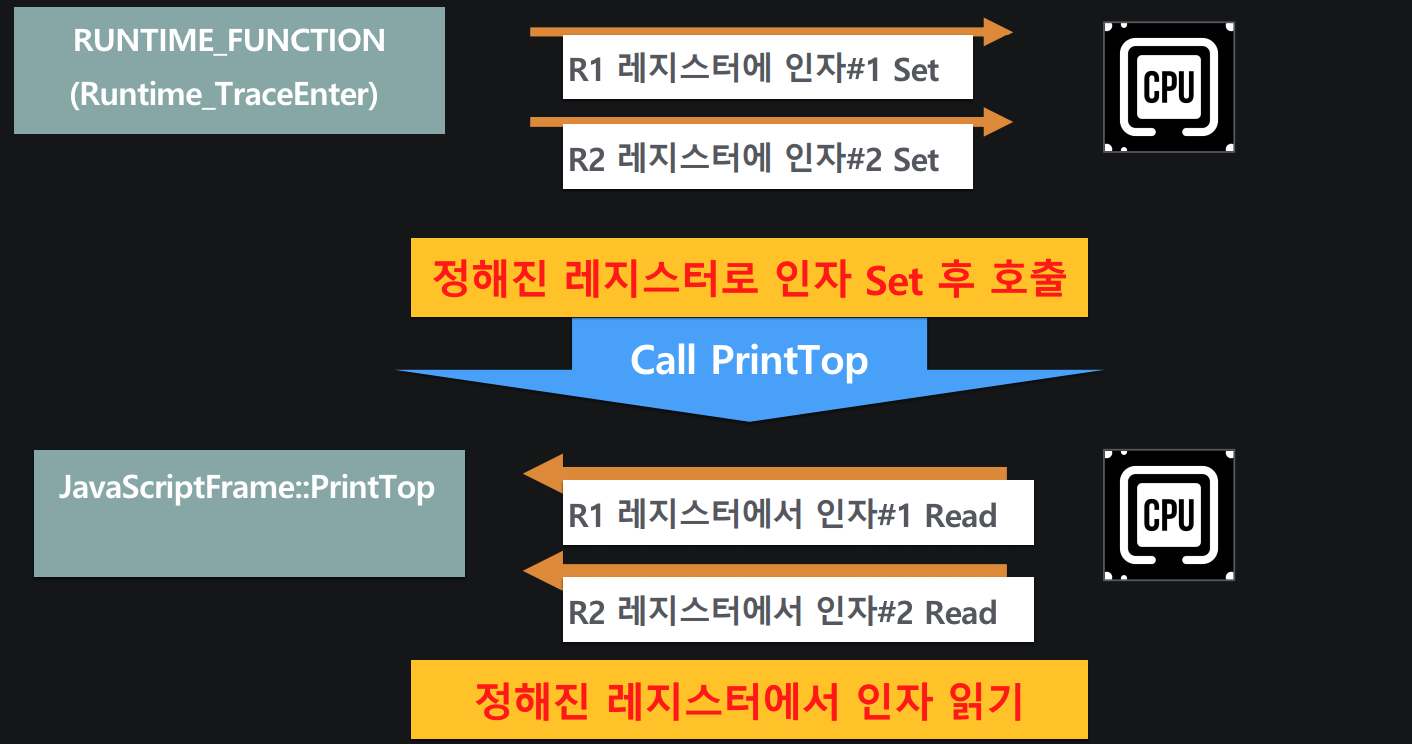 RUNTIME_FUNCTION
(Runtime_TraceEnter)
R1 레지스터에 인자#1 Set
R2 레지스터에 인자#2 Set
CPU
정해진 레지스터로 인자 Set 후 호출
Call PrintTop
JavaScriptFrame::PrintTop
R1 레지스터에서 인자#1 Read
R2 레지스터에서 인자#2 Read
CPU
정해진 레지스터에서 인자 읽기